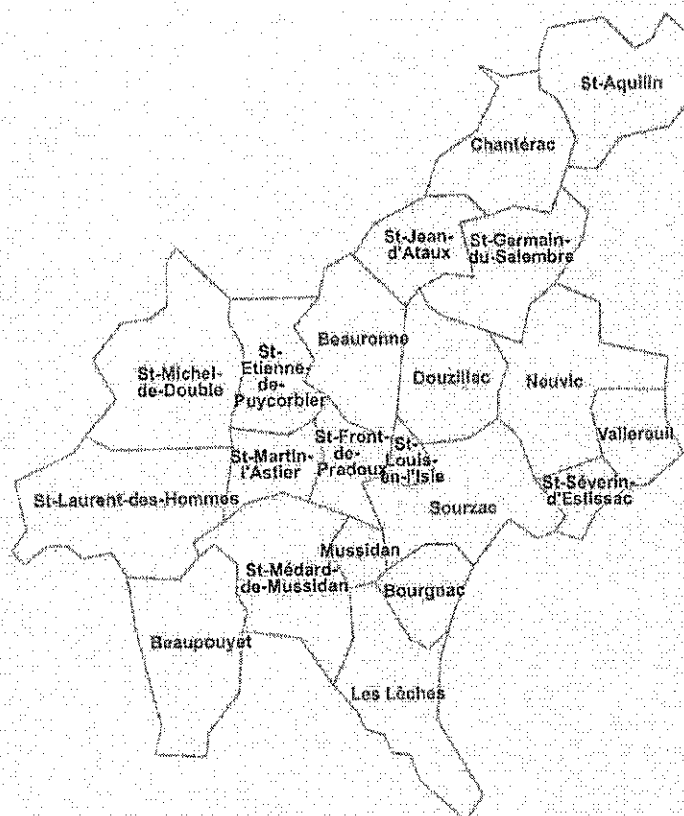 St-Aquilin
Chantérac
St-Jean-
d'Ataux
St-Germain-
du-Salembre
Beauronne
St-
Etienne-
de-
Puycorbier
St-Michel-
de-Double
Douzillac
Neuvic
Vallereuil
St-Front-
de-
Pradoux
St-
Louis-
en-l'Isle
St-Martin-
l'Astier
St-Laurent-des-Hommes
St-Séverin-
d'Estissac
Sourzac
Mussidan
St-Médard-
de-Mussidan
Bourgnac
Beaupouyet
Les Lèches